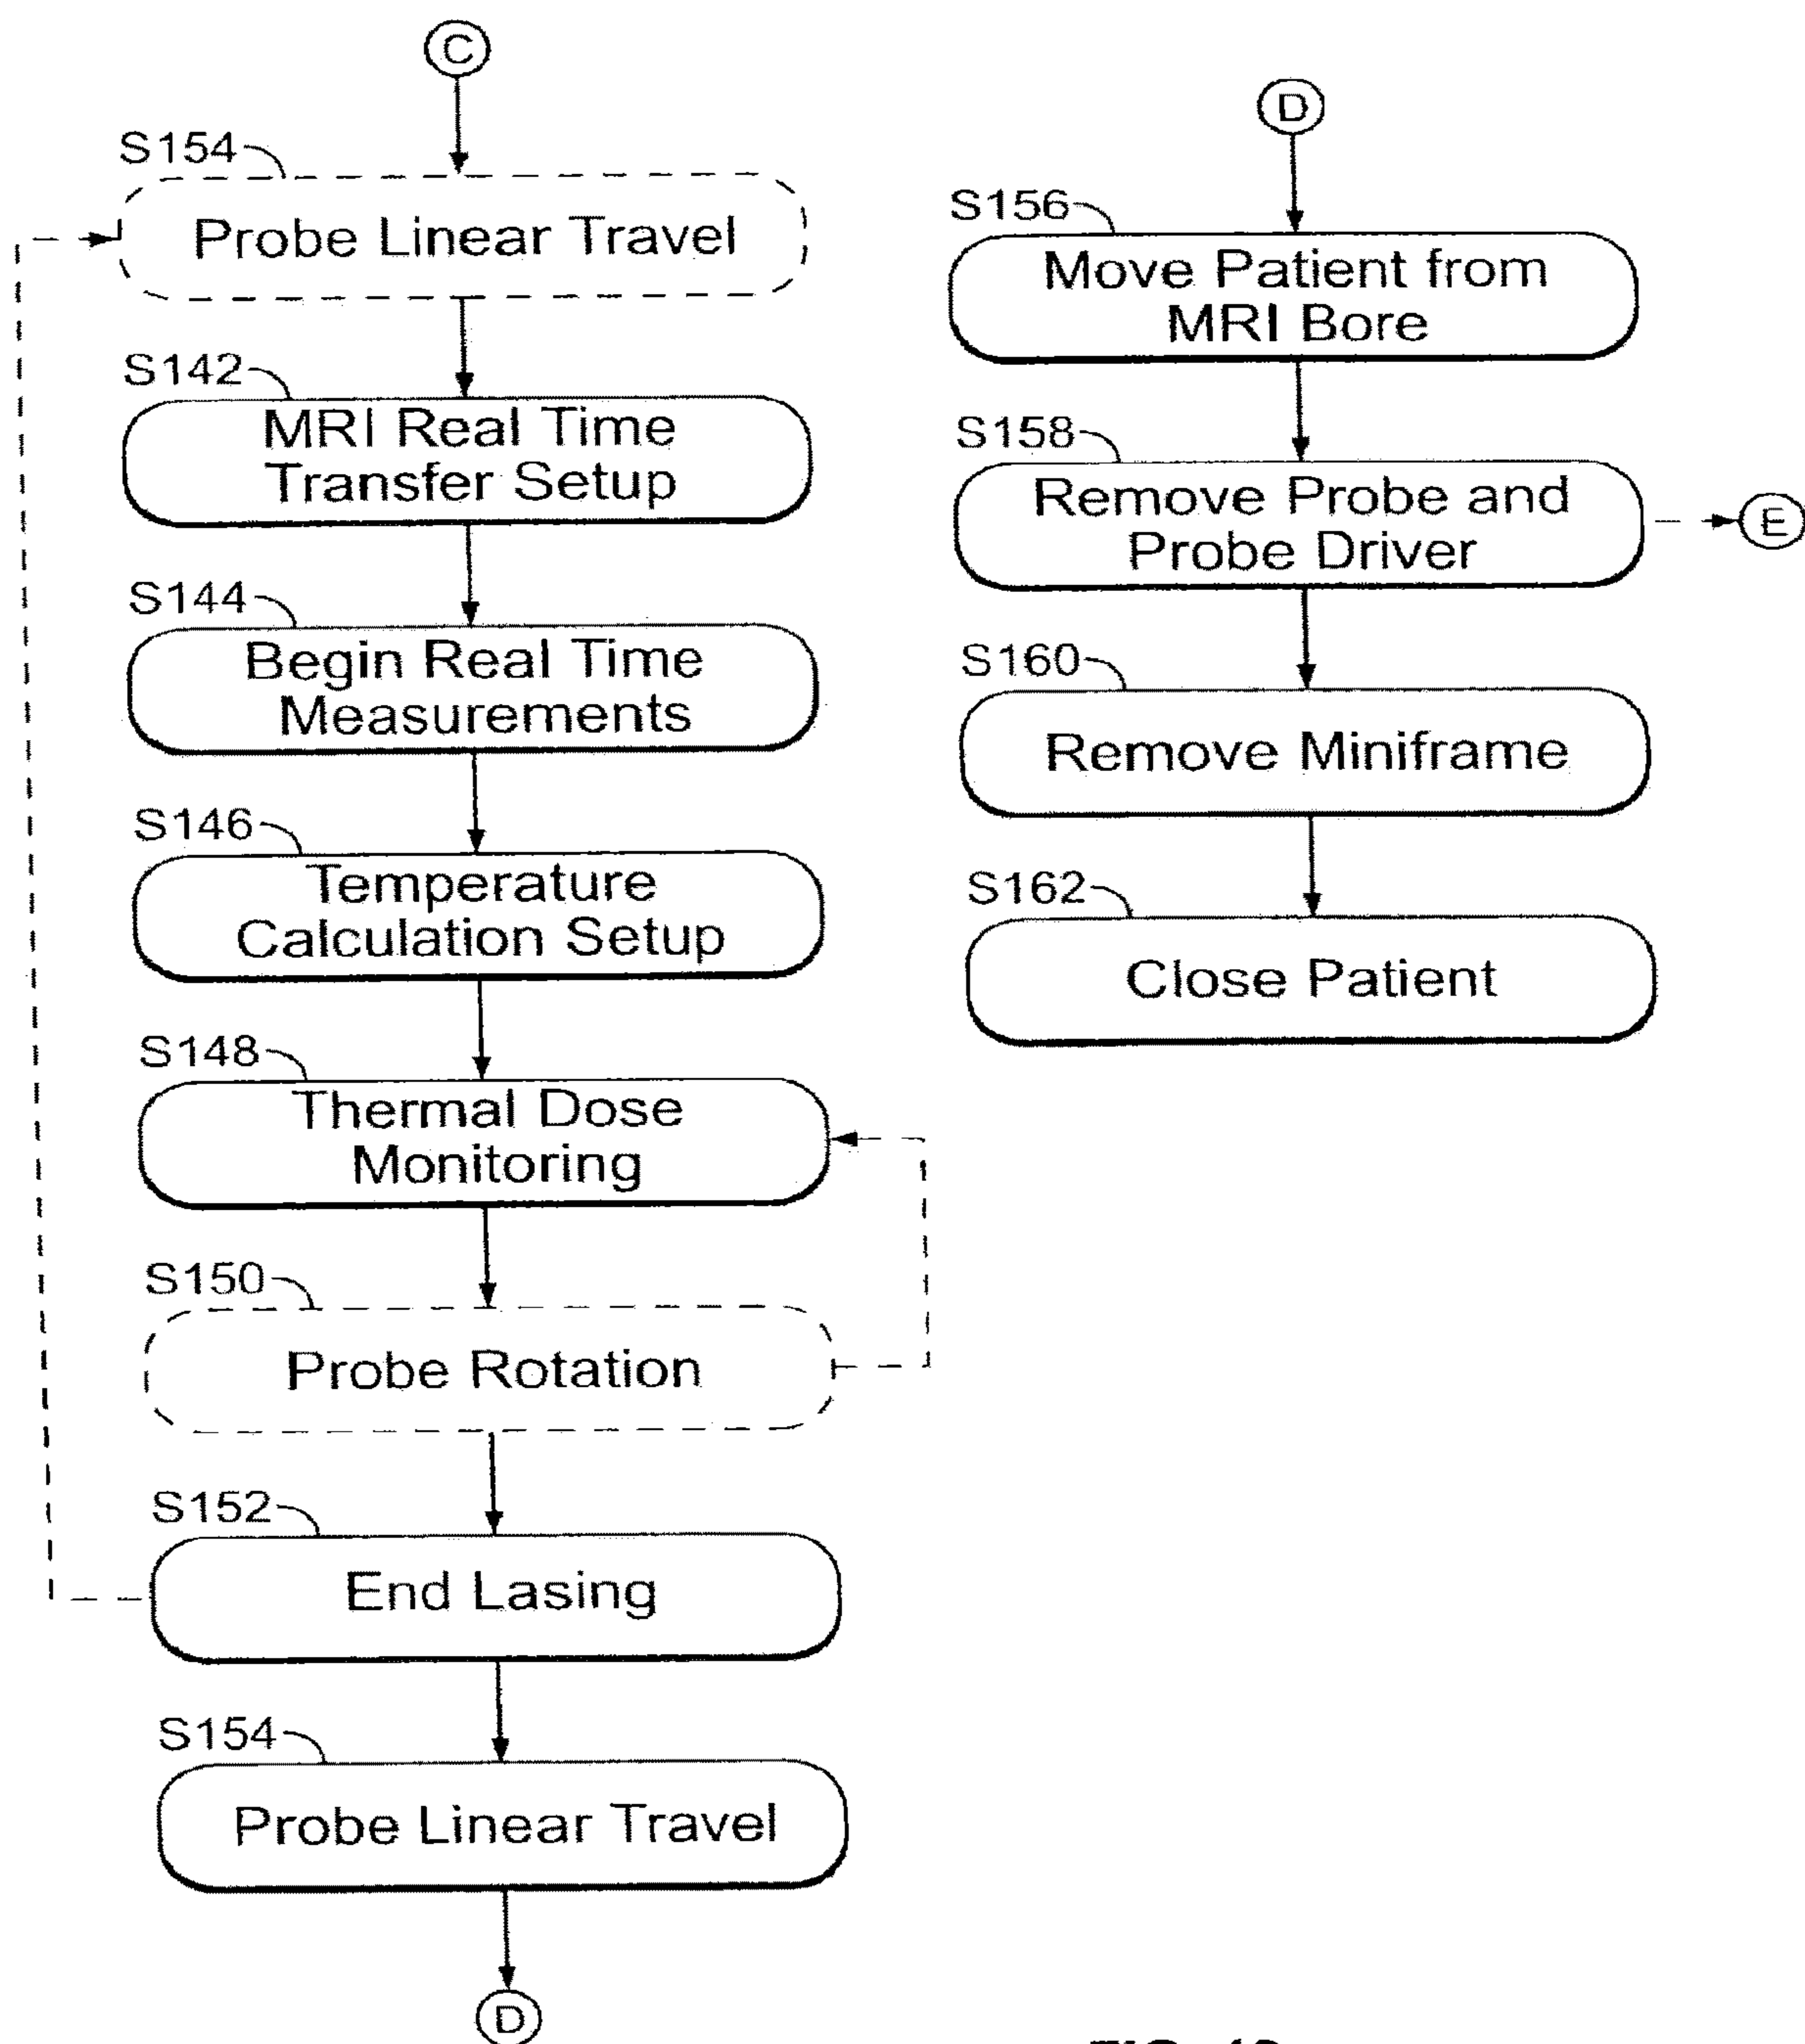 C
S154
Probe Linear Travel
S142
MRI Real Time
Transfer Setup
S144
Begin Real Time
Measurements
S146
Temperature
Calculation Setup
S148
Thermal Dose
Monitoring
S150
Probe Rotation
S152
End Lasing
S154
Probe Linear Travel
D
D
S156
Move Patient from
MRI Bore
S158
Remove Probe and
Probe Driver
E
S160
Remove Miniframe
S162
Close Patient